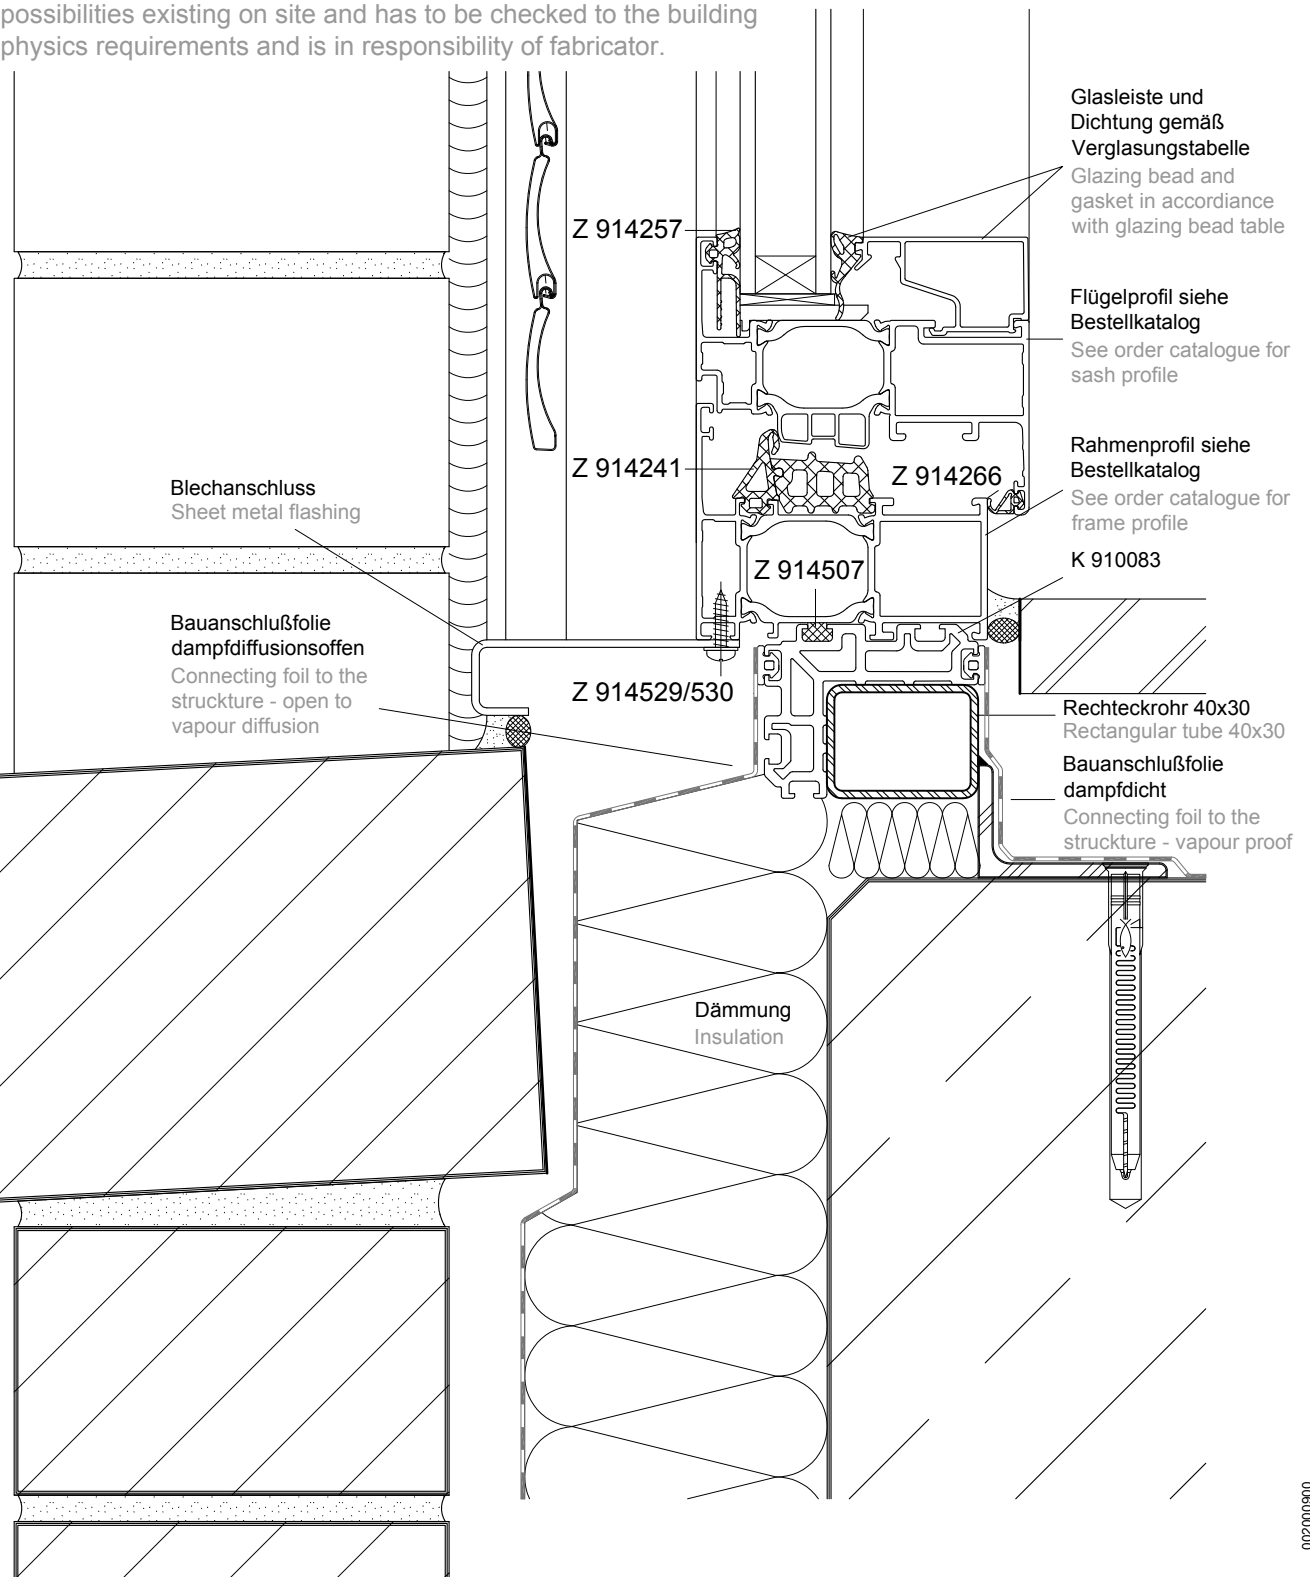 possibilities existing on site and has to be checked to the building
physics requirements and is in responsibility of fabricator.
Glasleiste und
Dichtung gemäß
Verglasungstabelle
Glazing bead and
gasket in accordiance
with glazing bead table
Z 914257
Flügelprofil siehe
Bestellkatalog
See order catalogue for
sash profile
Rahmenprofil siehe
Bestellkatalog
See order catalogue for
frame profile
Z 914241
Z 914266
Blechanschluss
Sheet metal flashing
K 910083
Z 914507
Bauanschlußfolie
dampfdiffusionsoffen
Connecting foil to the
struckture - open to
vapour diffusion
Z 914529/530
Rechteckrohr 40x30
Rectangular tube 40x30
Bauanschlußfolie
dampfdicht
Connecting foil to the
struckture - vapour proof
Dämmung
Insulation
002000900